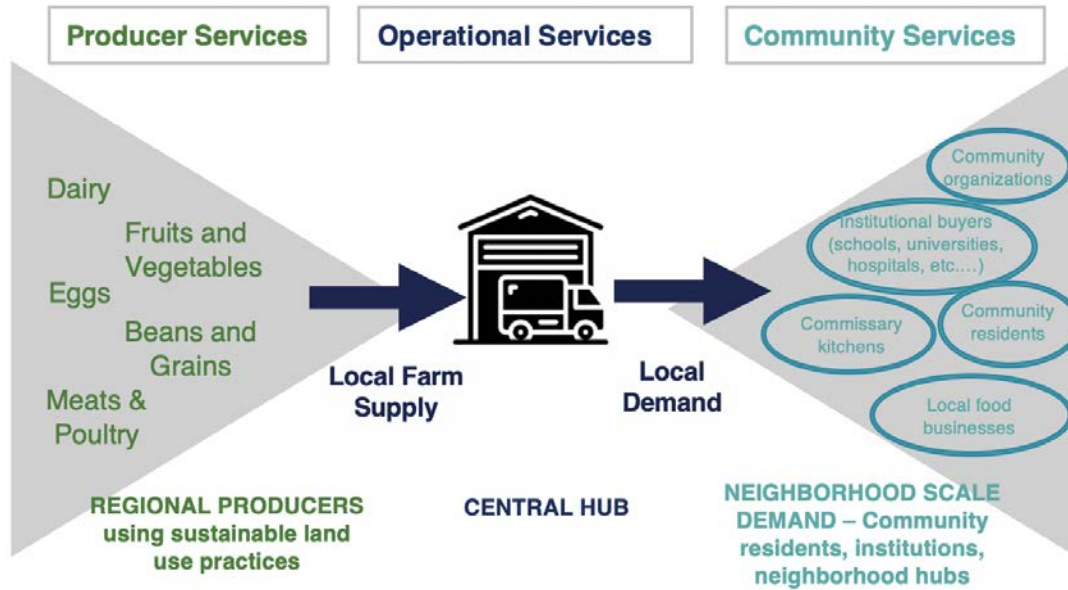 Producer Services
Operational Services
Community Services
Dairy
Fruits and
Vegetables
Eggs
Beans and
Grains
Meats &
Poultry
Local Farm
Supply
Local
Demand
Community
organizations
Institutional buyers
(schools, universities,
hospitals, etc.…)
Commissary
kitchens
Community
residents
Local food
businesses
REGIONAL PRODUCERS
using sustainable land
use practices
CENTRAL HUB
NEIGHBORHOOD SCALE
DEMAND – Community
residents, institutions,
neighborhood hubs